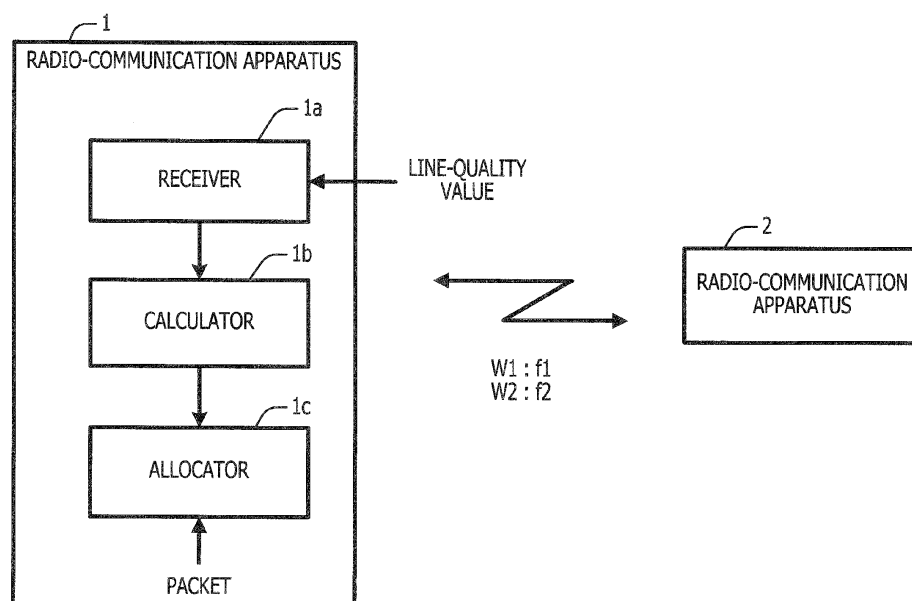 1
RADIO-COMMUNICATION APPARATUS
1a
RECEIVER
LINE-QUALITY
VALUE
1b
CALCULATOR
2
RADIO-COMMUNICATION
APPARATUS
W1 : f1
W2 : f2
1c
ALLOCATOR
PACKET